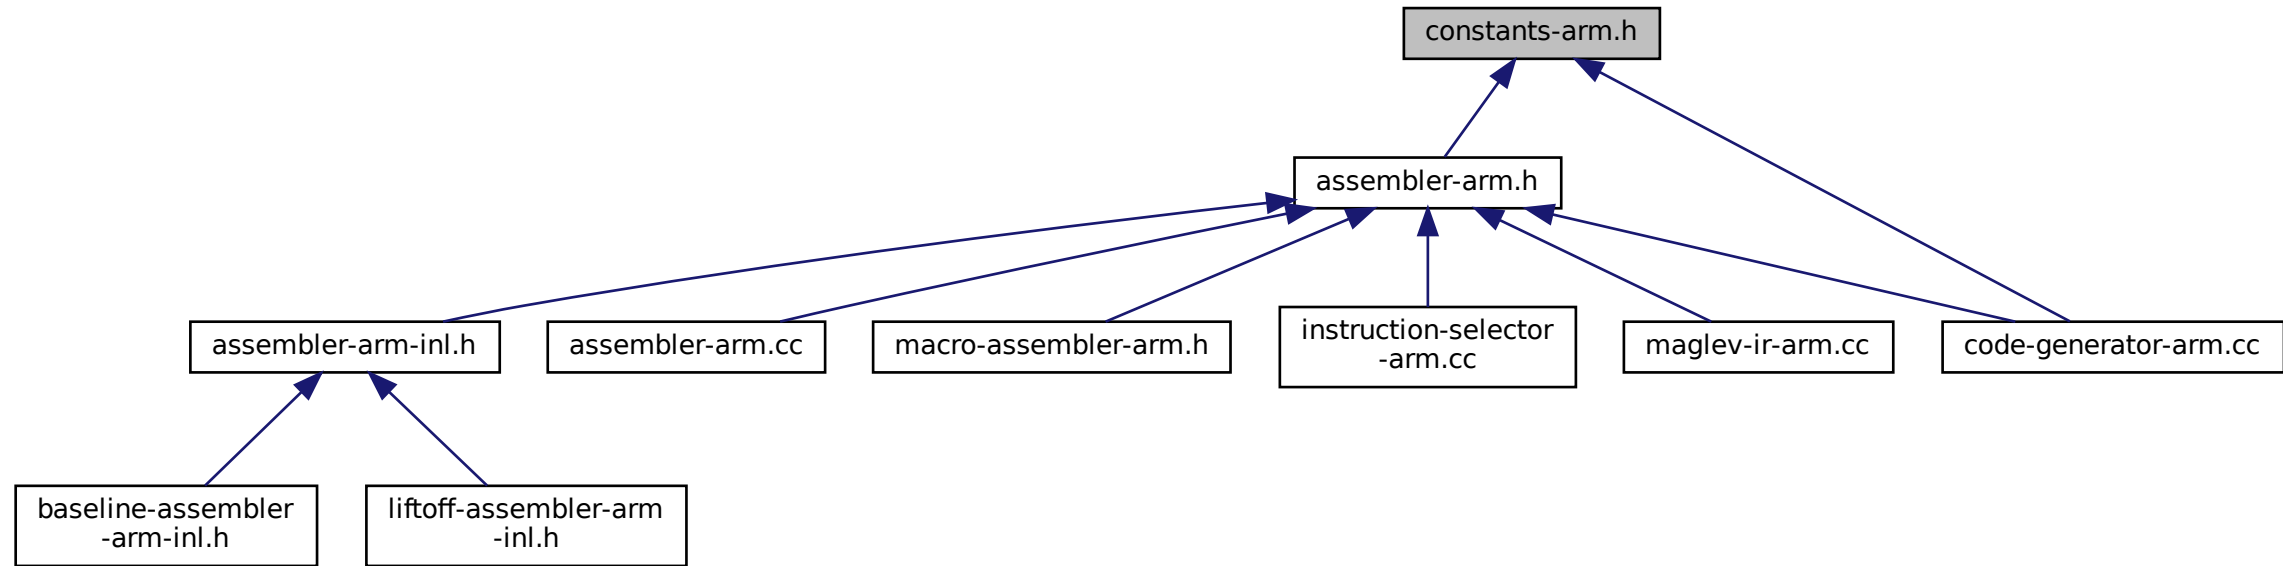 constants-arm.h
assembler-arm.h
assembler-arm-inl.h
assembler-arm.cc
macro-assembler-arm.h
instruction-selector
-arm.cc
maglev-ir-arm.cc
code-generator-arm.cc
baseline-assembler
-arm-inl.h
liftoff-assembler-arm
-inl.h